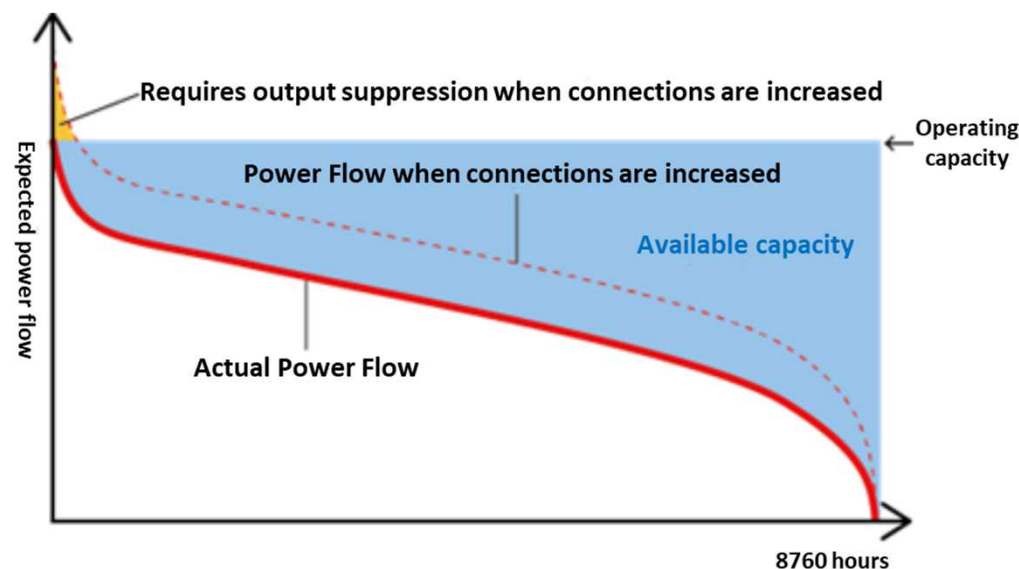 Requires output suppression when connections are increased
Operating
capacity
Power Flow when connections are increased
Expected power flow
Available capacity
Actual Power Flow
8760 hours